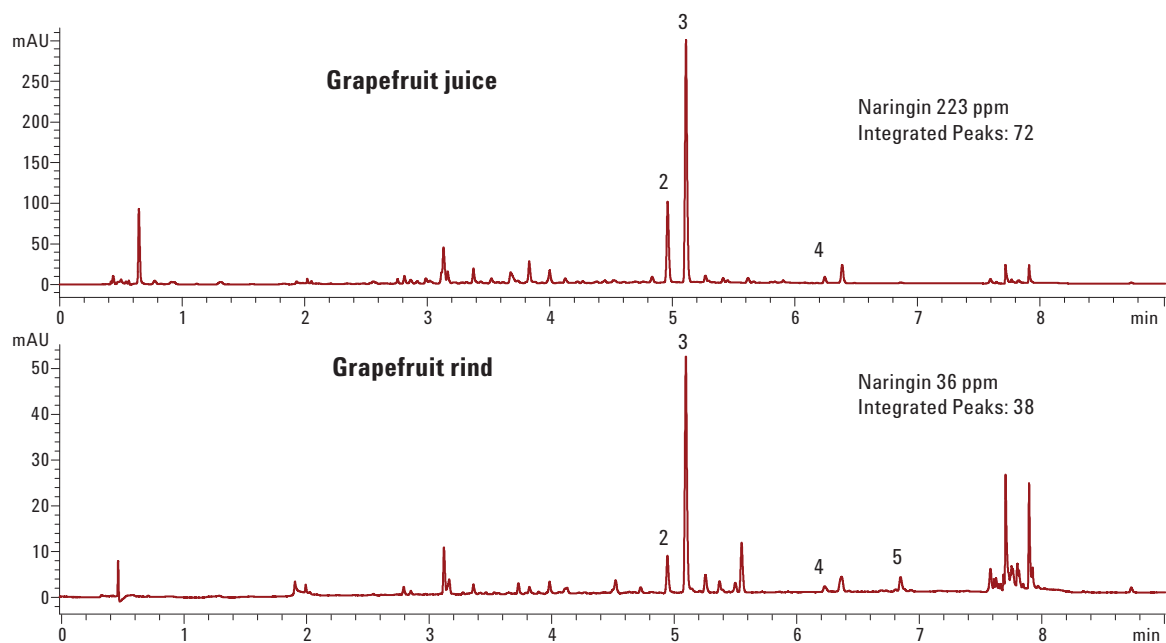 3
mAU
Grapefruit juice
250
200
150
100
50
0
Naringin 223 ppm
Integrated Peaks: 72
2
4
0 1 2 3 4 5 6 7 8 min
mAU
3
Grapefruit rind
50
40
30
20
10
0
Naringin 36 ppm
Integrated Peaks: 38
2
4
5
0 1 2 3 4 5 6 7 8 min